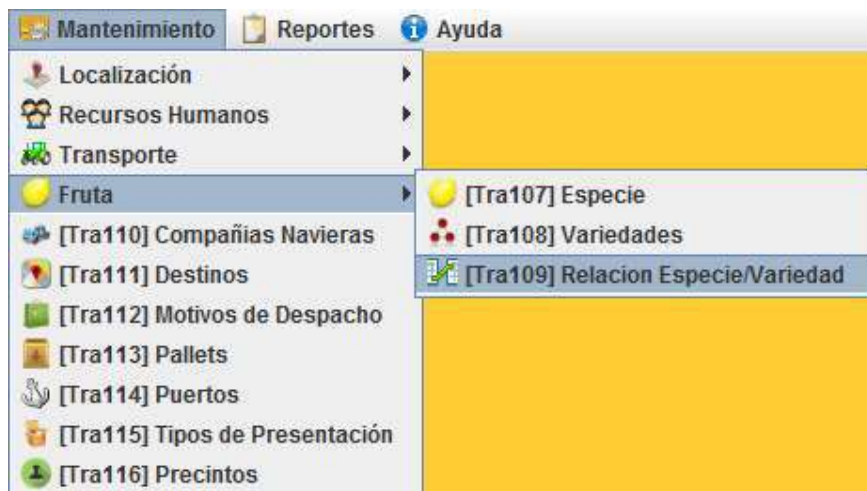 Mantenimiento Reportes Ayuda
Localización
Recursos Humanos
Transporte
Fruta
[Tra107] Especie
[Tra108] Variedades
[Tra109] Relacion Especie/Variedad
[Tra110] Compañias Navieras
[Tra111] Destinos
[Tra112] Motivos de Despacho
[Tra113] Pallets
[Tra114] Puertos
[Tra115] Tipos de Presentación
[Tra116] Precintos